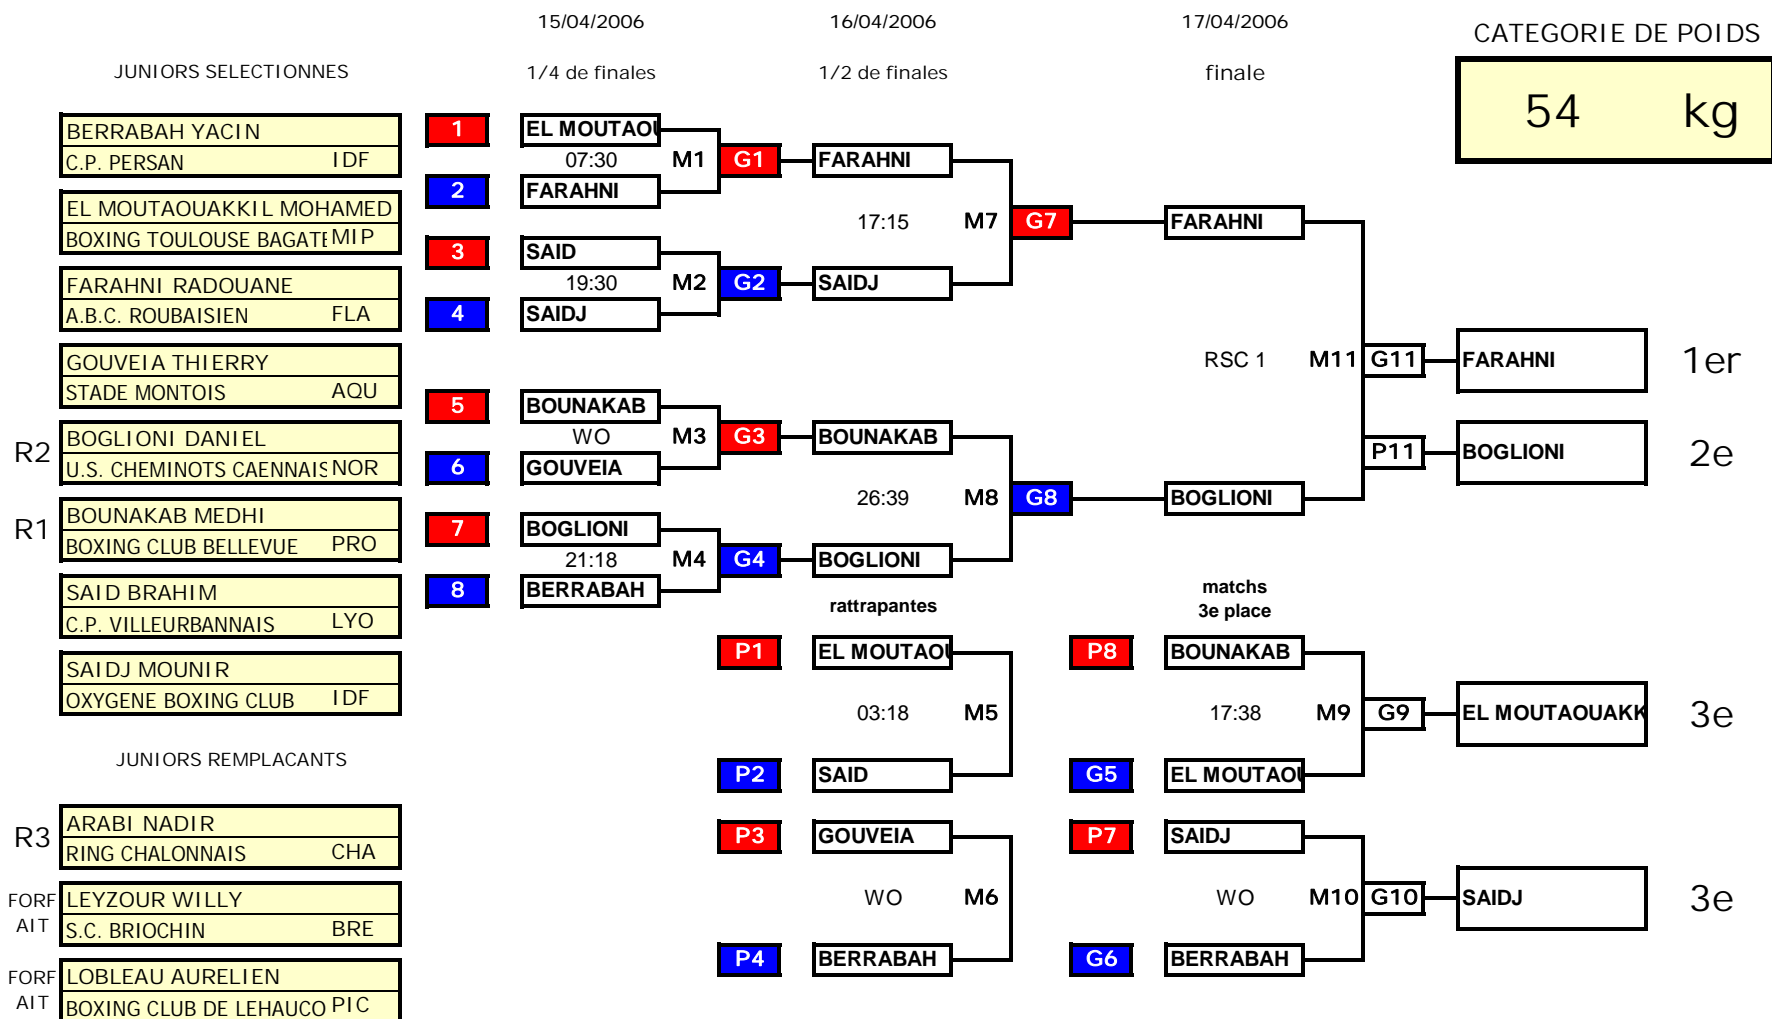 15/04/2006 16/04/2006 17/04/2006
CATEGORIE DE POIDS
JUNIORS SELECTIONNES 1/4 de finales 1/2 de finales finale
54 kg
BERRABAH YACIN
C.P. PERSAN IDF
EL MOUTAOUAKKIL MOHAMED
BOXING TOULOUSE BAGATE MIP
FARAHNI RADOUANE
A.B.C. ROUBAISIEN FLA
GOUVEIA THIERRY
STADE MONTOIS AQU
R2
BOGLIONI DANIEL
U.S. CHEMINOTS CAENNAIS NOR
R1
BOUNAKAB MEDHI
BOXING CLUB BELLEVUE PRO
SAID BRAHIM
C.P. VILLEURBANNAIS LYO
SAIDJ MOUNIR
OXYGENE BOXING CLUB IDF
JUNIORS REMPLACANTS
R3
ARABI NADIR
RING CHALONNAIS CHA
FORF
AIT
LEYZOUR WILLY
S.C. BRIOCHIN BRE
FORF
AIT
LOBLEAU AURELIEN
BOXING CLUB DE LEHAUCO PIC
1 EL MOUTAOU
07:30 M1 G1
2 FARAHNI
3 SAID
19:30 M2 G2
4 SAIDJ
5 BOUNAKAB
WO M3 G3
6 GOUVEIA
7 BOGLIONI
21:18 M4 G4
8 BERRABAH
FARAHNI
17:15 M7 G7
SAIDJ
BOUNAKAB
26:39 M8 G8
BOGLIONI
rattrapantes
P1 EL MOUTAOU
03:18 M5
P2 SAID
P3 GOUVEIA
WO M6
P4 BERRABAH
FARAHNI
RSC 1 M11 G11 FARAHNI 1er
P11 BOGLIONI 2e
BOGLIONI
matchs
3e place
P8 BOUNAKAB
17:38 M9 G9 EL MOUTAOUAKK 3e
G5 EL MOUTAOU
P7 SAIDJ
WO M10 G10 SAIDJ 3e
G6 BERRABAH